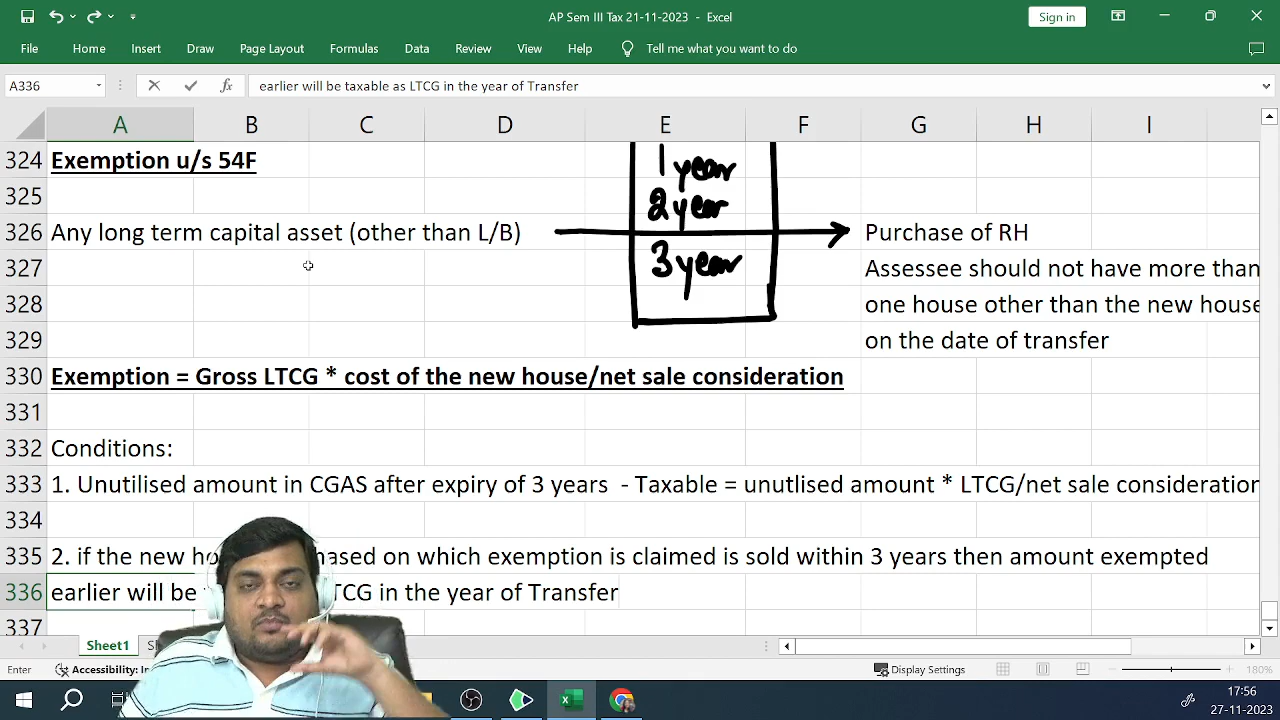 AP Sem III Tax 21-11-2023 - Excel
Sign in
File Home Insert Draw Page Layout Formulas Data Review View Help Tell me what you want to do
A336 fx earlier will be taxable as LTCG in the year of Transfer
A B C D E F G H I
324 Exemption u/s 54F 1 year
325 2 year
326 Any long term capital asset (other than L/B) Purchase of RH
327 3 year Assessee should not have more than
328 one house other than the new house
329 on the date of transfer
330 Exemption = Gross LTCG * cost of the new house/net sale consideration
331
332 Conditions:
333 1. Unutilised amount in CGAS after expiry of 3 years - Taxable = unutlised amount * LTCG/net sale consideration
334
335 2. if the new on which exemption is claimed is sold within 3 years then amount exempted
336 earlier will be in the year of Transfer
337
Sheet1
Enter Accessibility: Display Settings 180%
17:56
27-11-2023